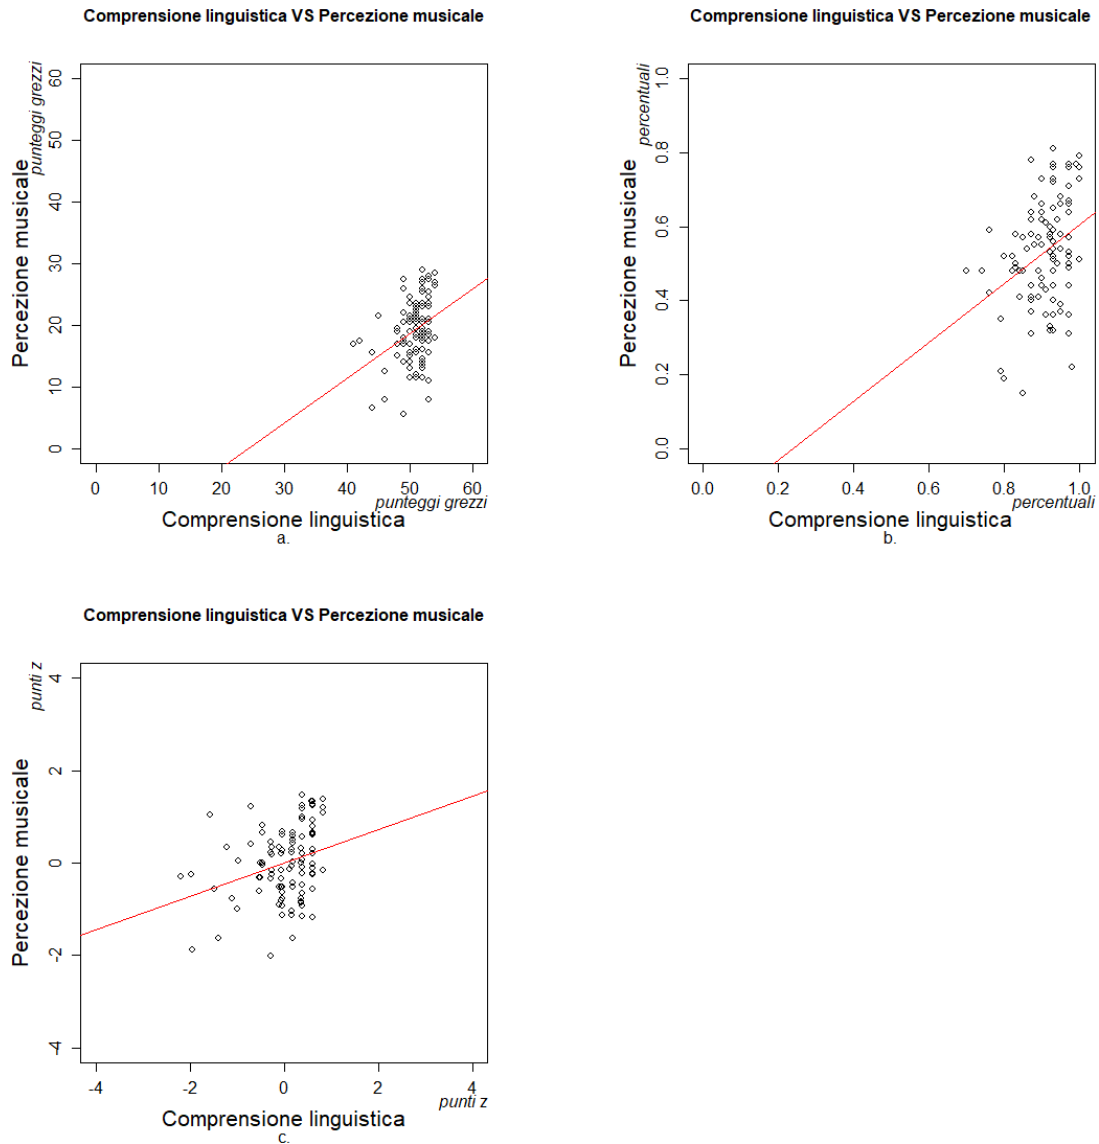 Comprensione linguistica VS Percezione musicale
Percezione musicale
punteggi grezzi
60
50
40
30
20
10
0
0 10 20 30 40 50 60
punteggi grezzi
Comprensione linguistica
a.
Comprensione linguistica VS Percezione musicale
Percezione musicale
percentuali
1.0
0.8
0.6
0.4
0.2
0.0
0.0 0.2 0.4 0.6 0.8 1.0
percentuali
Comprensione linguistica
b.
Comprensione linguistica VS Percezione musicale
Percezione musicale
punti z
4
2
0
-2
-4
-4 -2 0 2 4
punti z
Comprensione linguistica
c.